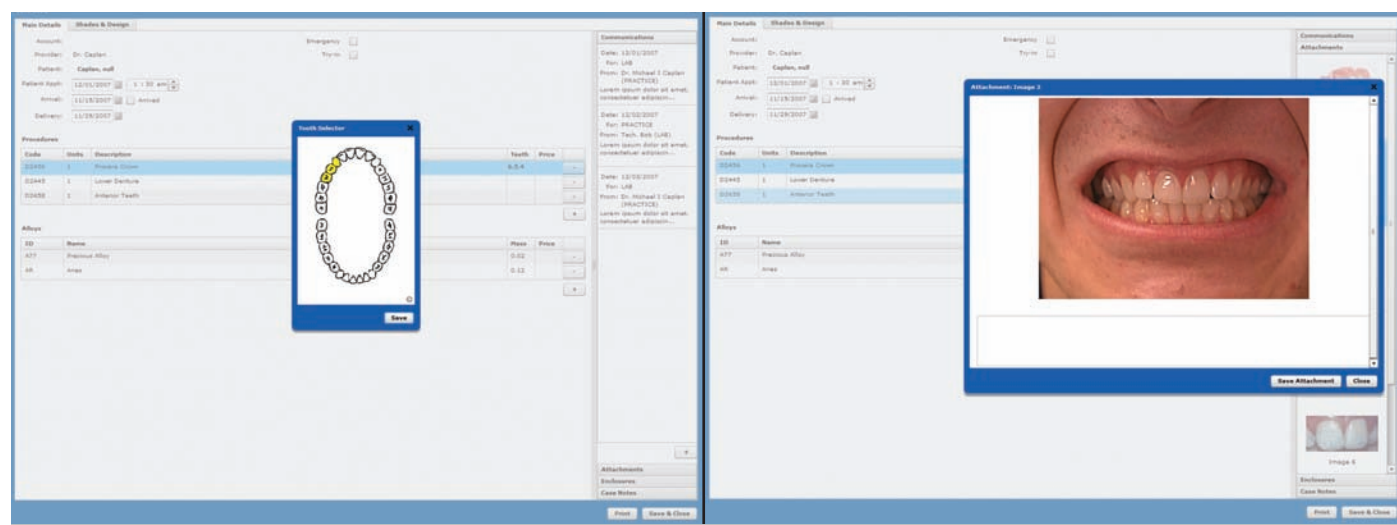 Main Details Shades & Design
Account:
Emergency
Provider: Dr. Caplan
Try-in
Patient: Caplan, null
Patient Appt: 12/01/2007 1 : 30 am
Arrival: 11/15/2007 Arrived
Delivery: 11/29/2007
Procedures
Code Units Description Teeth Price
1 Procera Crown 6,5,4 -
D2445 1 Lower Denture -
1 Anterior Teeth -
+
Alloys
ID Name Mass Price
A77 Precious Alloy 0.02 -
AR Aries 0.12 -
+
Tooth Selector x
Save
Communications
Date: 12/01/2007
For: LAB
From: Dr. Michael I Caplan
(PRACTICE)
Lorem ipsum dolor sit amet,
consectetuer adipiscin...
Date: 12/02/2007
For: PRACTICE
From: Tech. Bob (LAB)
Lorem ipsum dolor sit amet,
consectetuer adipiscin...
Date: 12/03/2007
For: LAB
From: Dr. Michael I Caplan
(PRACTICE)
Lorem ipsum dolor sit amet,
consectetuer adipiscin...
+
Attachments
Enclosures
Case Notes
Print Save & Close
Main Details Shades & Design
Account:
Emergency
Provider: Dr. Caplan
Try-in
Patient: Caplan, null
Patient Appt: 12/01/2007 1 : 30 am
Arrival: 11/15/2007 Arrived
Delivery: 11/29/2007
Procedures
Code Units Description
1 Procera Crown
D2445 1 Lower Denture
1 Anterior Teeth
Alloys
ID Name
A77 Precious Alloy
AR Aries
Communications
Attachments
Attachment: Image 2 x
Save Attachment Close
Image 6
Enclosures
Case Notes
Print Save & Close